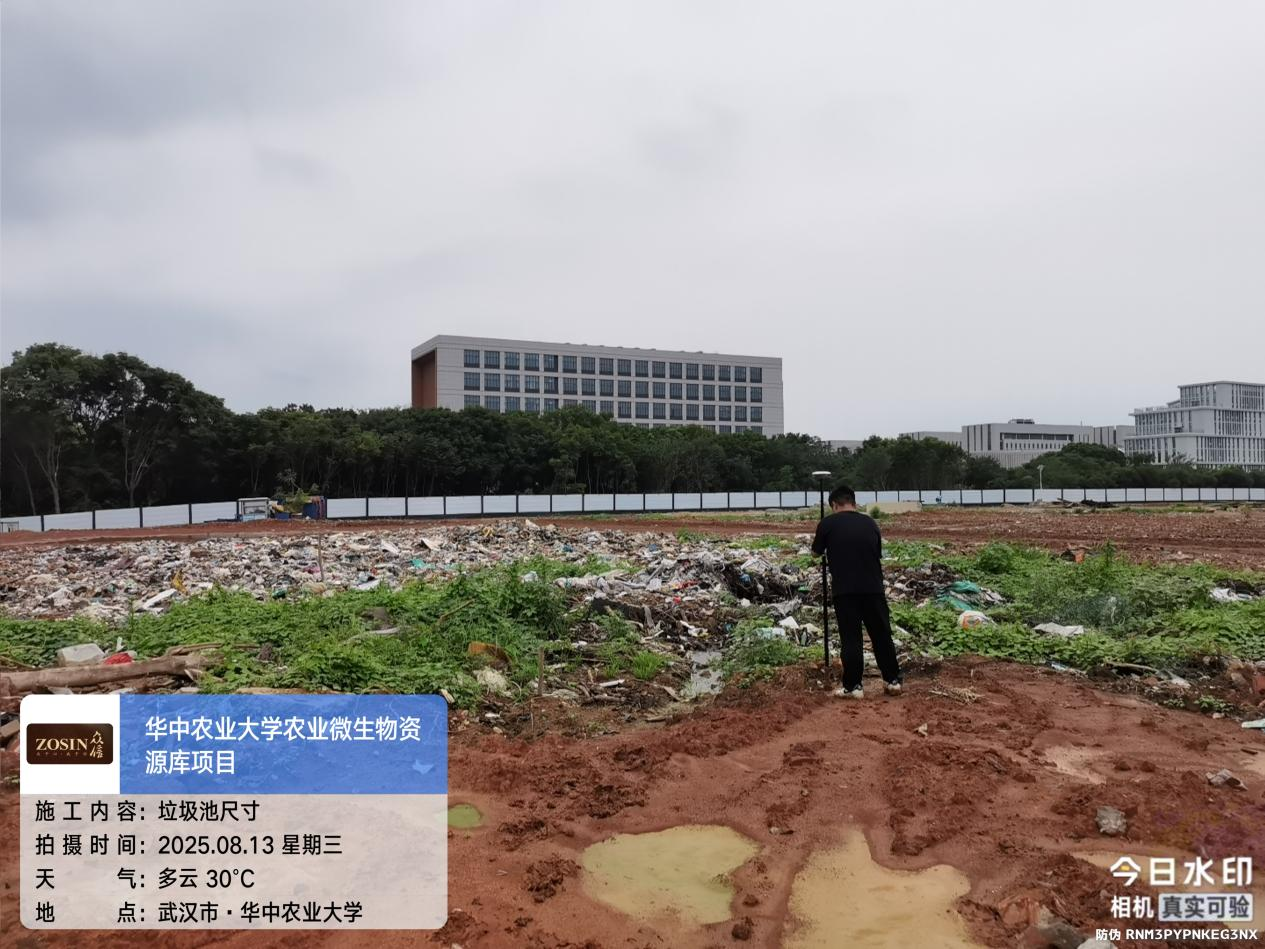 ZOSIN 众信
华中农业大学农业微生物资
源库项目
施工内容：垃圾池尺寸
拍摄时间：2025.08.13 星期三
天气：多云 30℃
地点：武汉市·华中农业大学
今日水印
相机 真实可验
防伪 RNM3PYPNKEG3NX